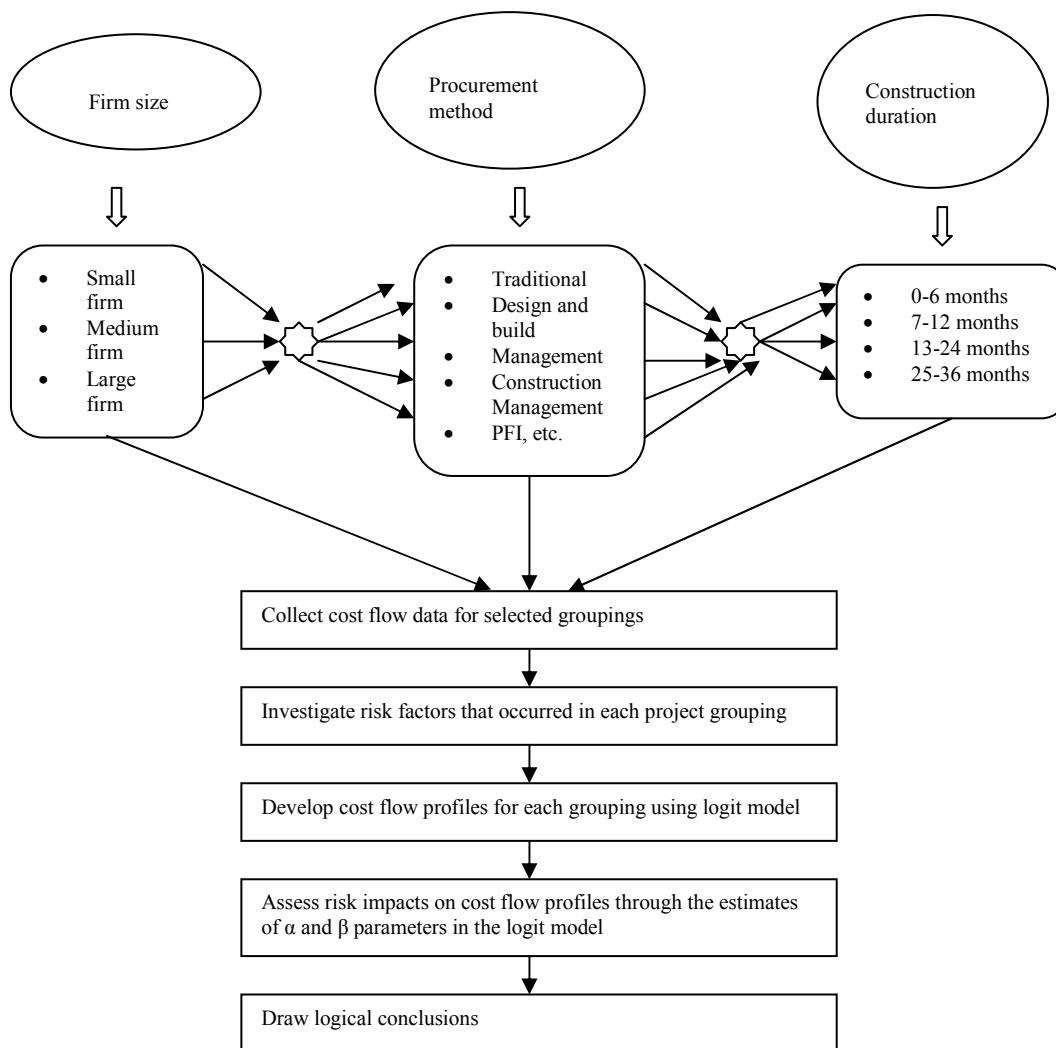 Firm size
Procurement
method
Construction
duration
• Small
firm
• Medium
firm
• Large
firm
• Traditional
• Design and
build
• Management
• Construction
Management
• PFI, etc.
• 0-6 months
• 7-12 months
• 13-24 months
• 25-36 months
Collect cost flow data for selected groupings
Investigate risk factors that occurred in each project grouping
Develop cost flow profiles for each grouping using logit model
Assess risk impacts on cost flow profiles through the estimates
of α and β parameters in the logit model
Draw logical conclusions